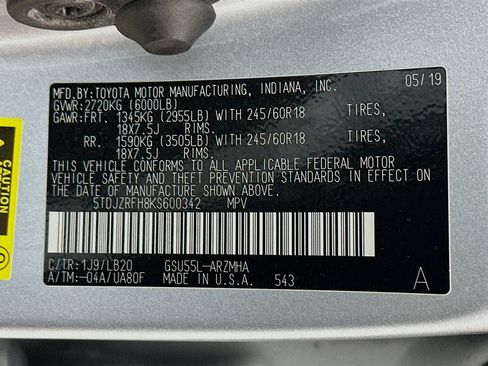 MFD.BY:TOYOTA MOTOR MANUFACTURING, INDIANA, INC. 05/19
GVWR:2720KG (6000LB)
GAWR:FRT. 1345KG (2955LB) WITH 245/60R18 TIRES,
18X7.5J RIMS.
RR. 1590KG (3505LB) WITH 245/60R18 TIRES,
18X7.5J RIMS.
THIS VEHICLE CONFORMS TO ALL APPLICABLE FEDERAL MOTOR
VEHICLE SAFETY AND THEFT PREVENTION STANDARDS IN EFFECT ON THE
DATE OF MANUFACTURE SHOWN ABOVE.
5TDJZRFH8KS600342 MPV
C/TR:1J9/LB20 GSU55L-ARZMHA
A/TM:-04A/UA80F MADE IN U.S.A. 543 A
CAUTION